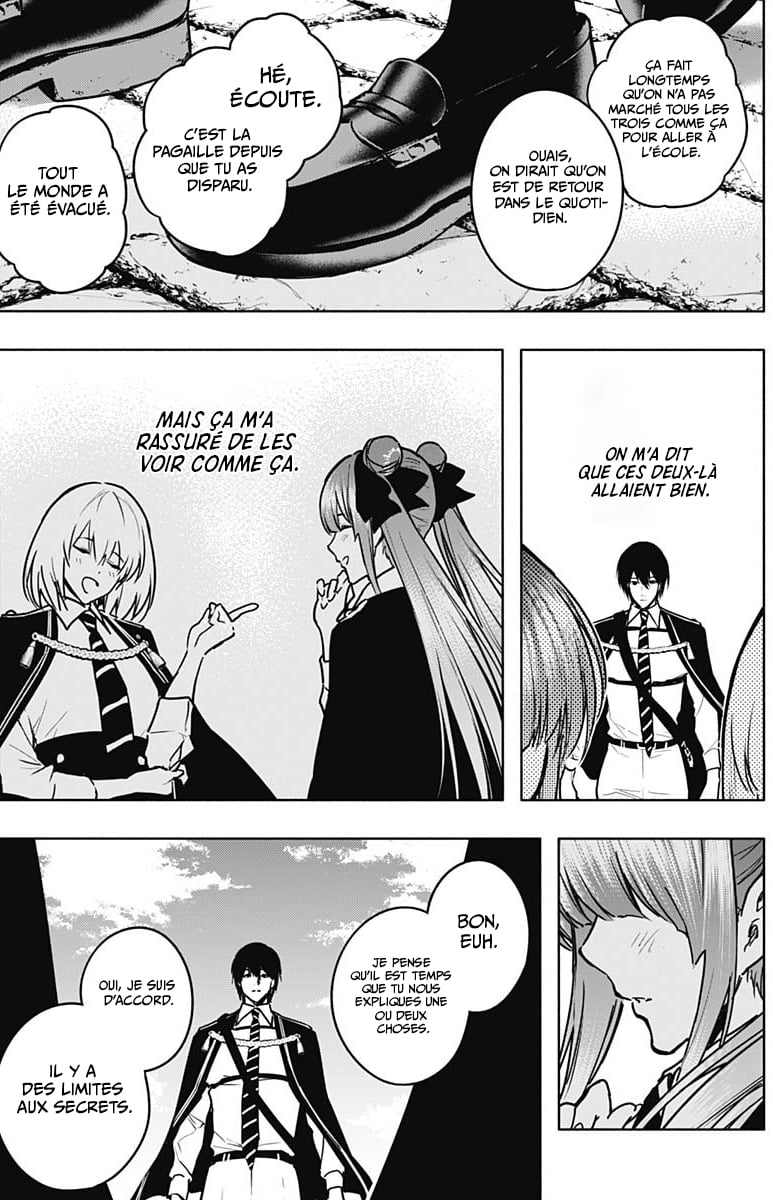 ÇA FAIT
LONGTEMPS
QU'ON N'A PAS
MARCHÉ TOUS LES
TROIS COMME ÇA
POUR ALLER À
L'ÉCOLE.
OUAIS,
ON DIRAIT QU'ON
EST DE RETOUR
DANS LE QUOTI-
DIEN.
HÉ,
ÉCOUTE.
C'EST LA
PAGAILLE DEPUIS
QUE TU AS
DISPARU.
TOUT
LE MONDE A
ÉTÉ ÉVACUÉ.
ON M'A DIT
QUE CES DEUX-LÀ
ALLAIENT BIEN.
MAIS ÇA M'A
RASSURÉ DE LES
VOIR COMME ÇA.
BON,
EUH.
JE PENSE
QU'IL EST TEMPS
QUE TU NOUS
EXPLIQUES UNE
OU DEUX
CHOSES.
OUI, JE SUIS
D'ACCORD.
IL Y A
DES LIMITES
AUX SECRETS.